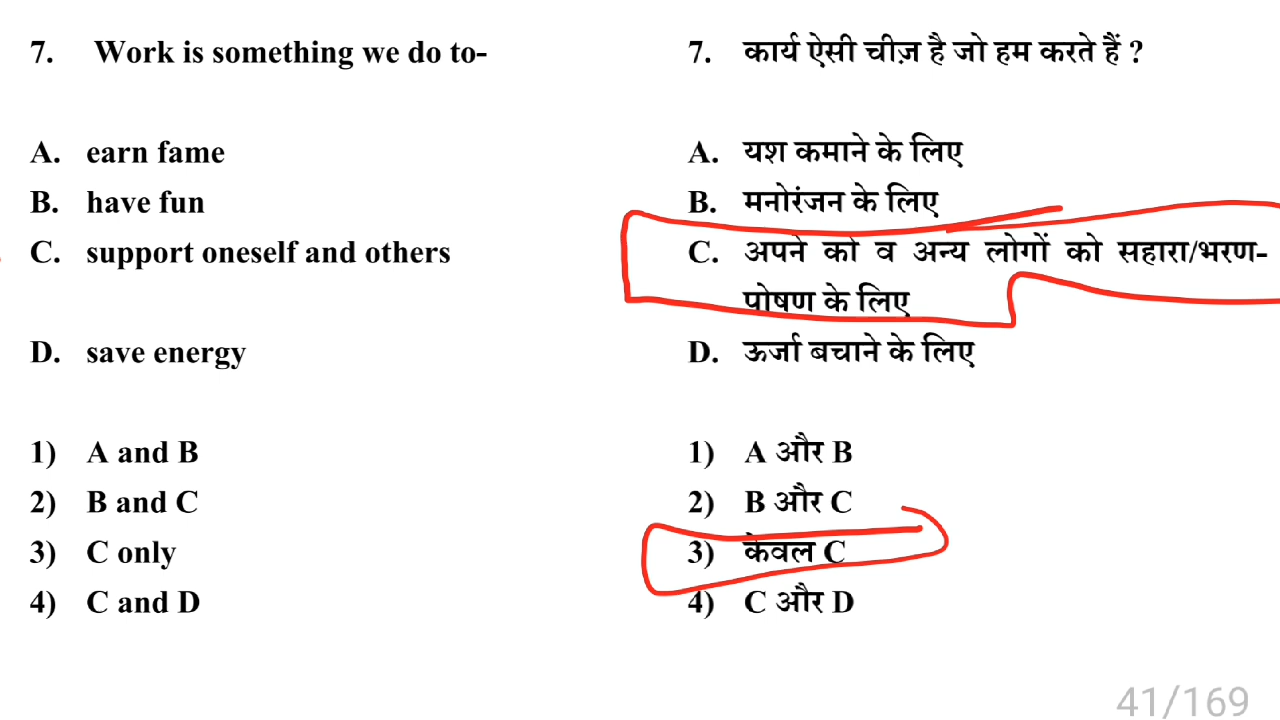 7. Work is something we do to-
A. earn fame
B. have fun
C. support oneself and others
D. save energy
1) A and B
2) B and C
3) C only
4) C and D
7. कार्य ऐसी चीज़ है जो हम करते हैं ?
A. यश कमाने के लिए
B. मनोरंजन के लिए
C. अपने को व अन्य लोगों को सहारा/भरण-
पोषण के लिए
D. ऊर्जा बचाने के लिए
1) A और B
2) B और C
3) केवल C
4) C और D
41/169